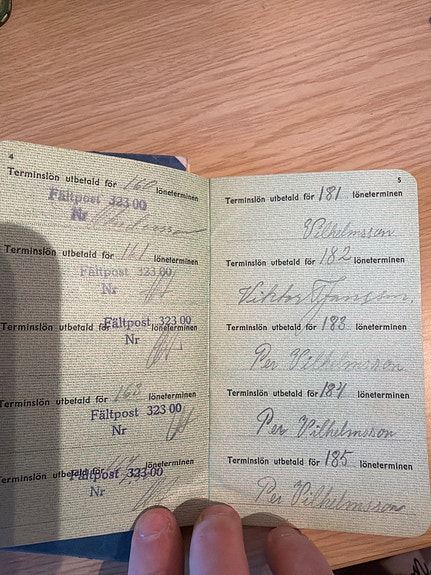 4
Terminslön utbetald för 160 löneterminen
Fältpost 323 00
Nr
Terminslön utbetald för 161 löneterminen
Fältpost 323 00
Nr
Terminslön utbetald för löneterminen
Fältpost 323 00
Nr
Terminslön utbetald för 163 löneterminen
Fältpost 323 00
Nr
Terminslön utbetald för löneterminen
Fältpost 323 00
Nr
5
Terminslön utbetald för 181 löneterminen
Vilhelmsson
Terminslön utbetald för 182 löneterminen
Viktor
Terminslön utbetald för 183 löneterminen
Per Vilhelmsson
Terminslön utbetald för 184 löneterminen
Per Vilhelmsson
Terminslön utbetald för 185 löneterminen
Per Vilhelmsson